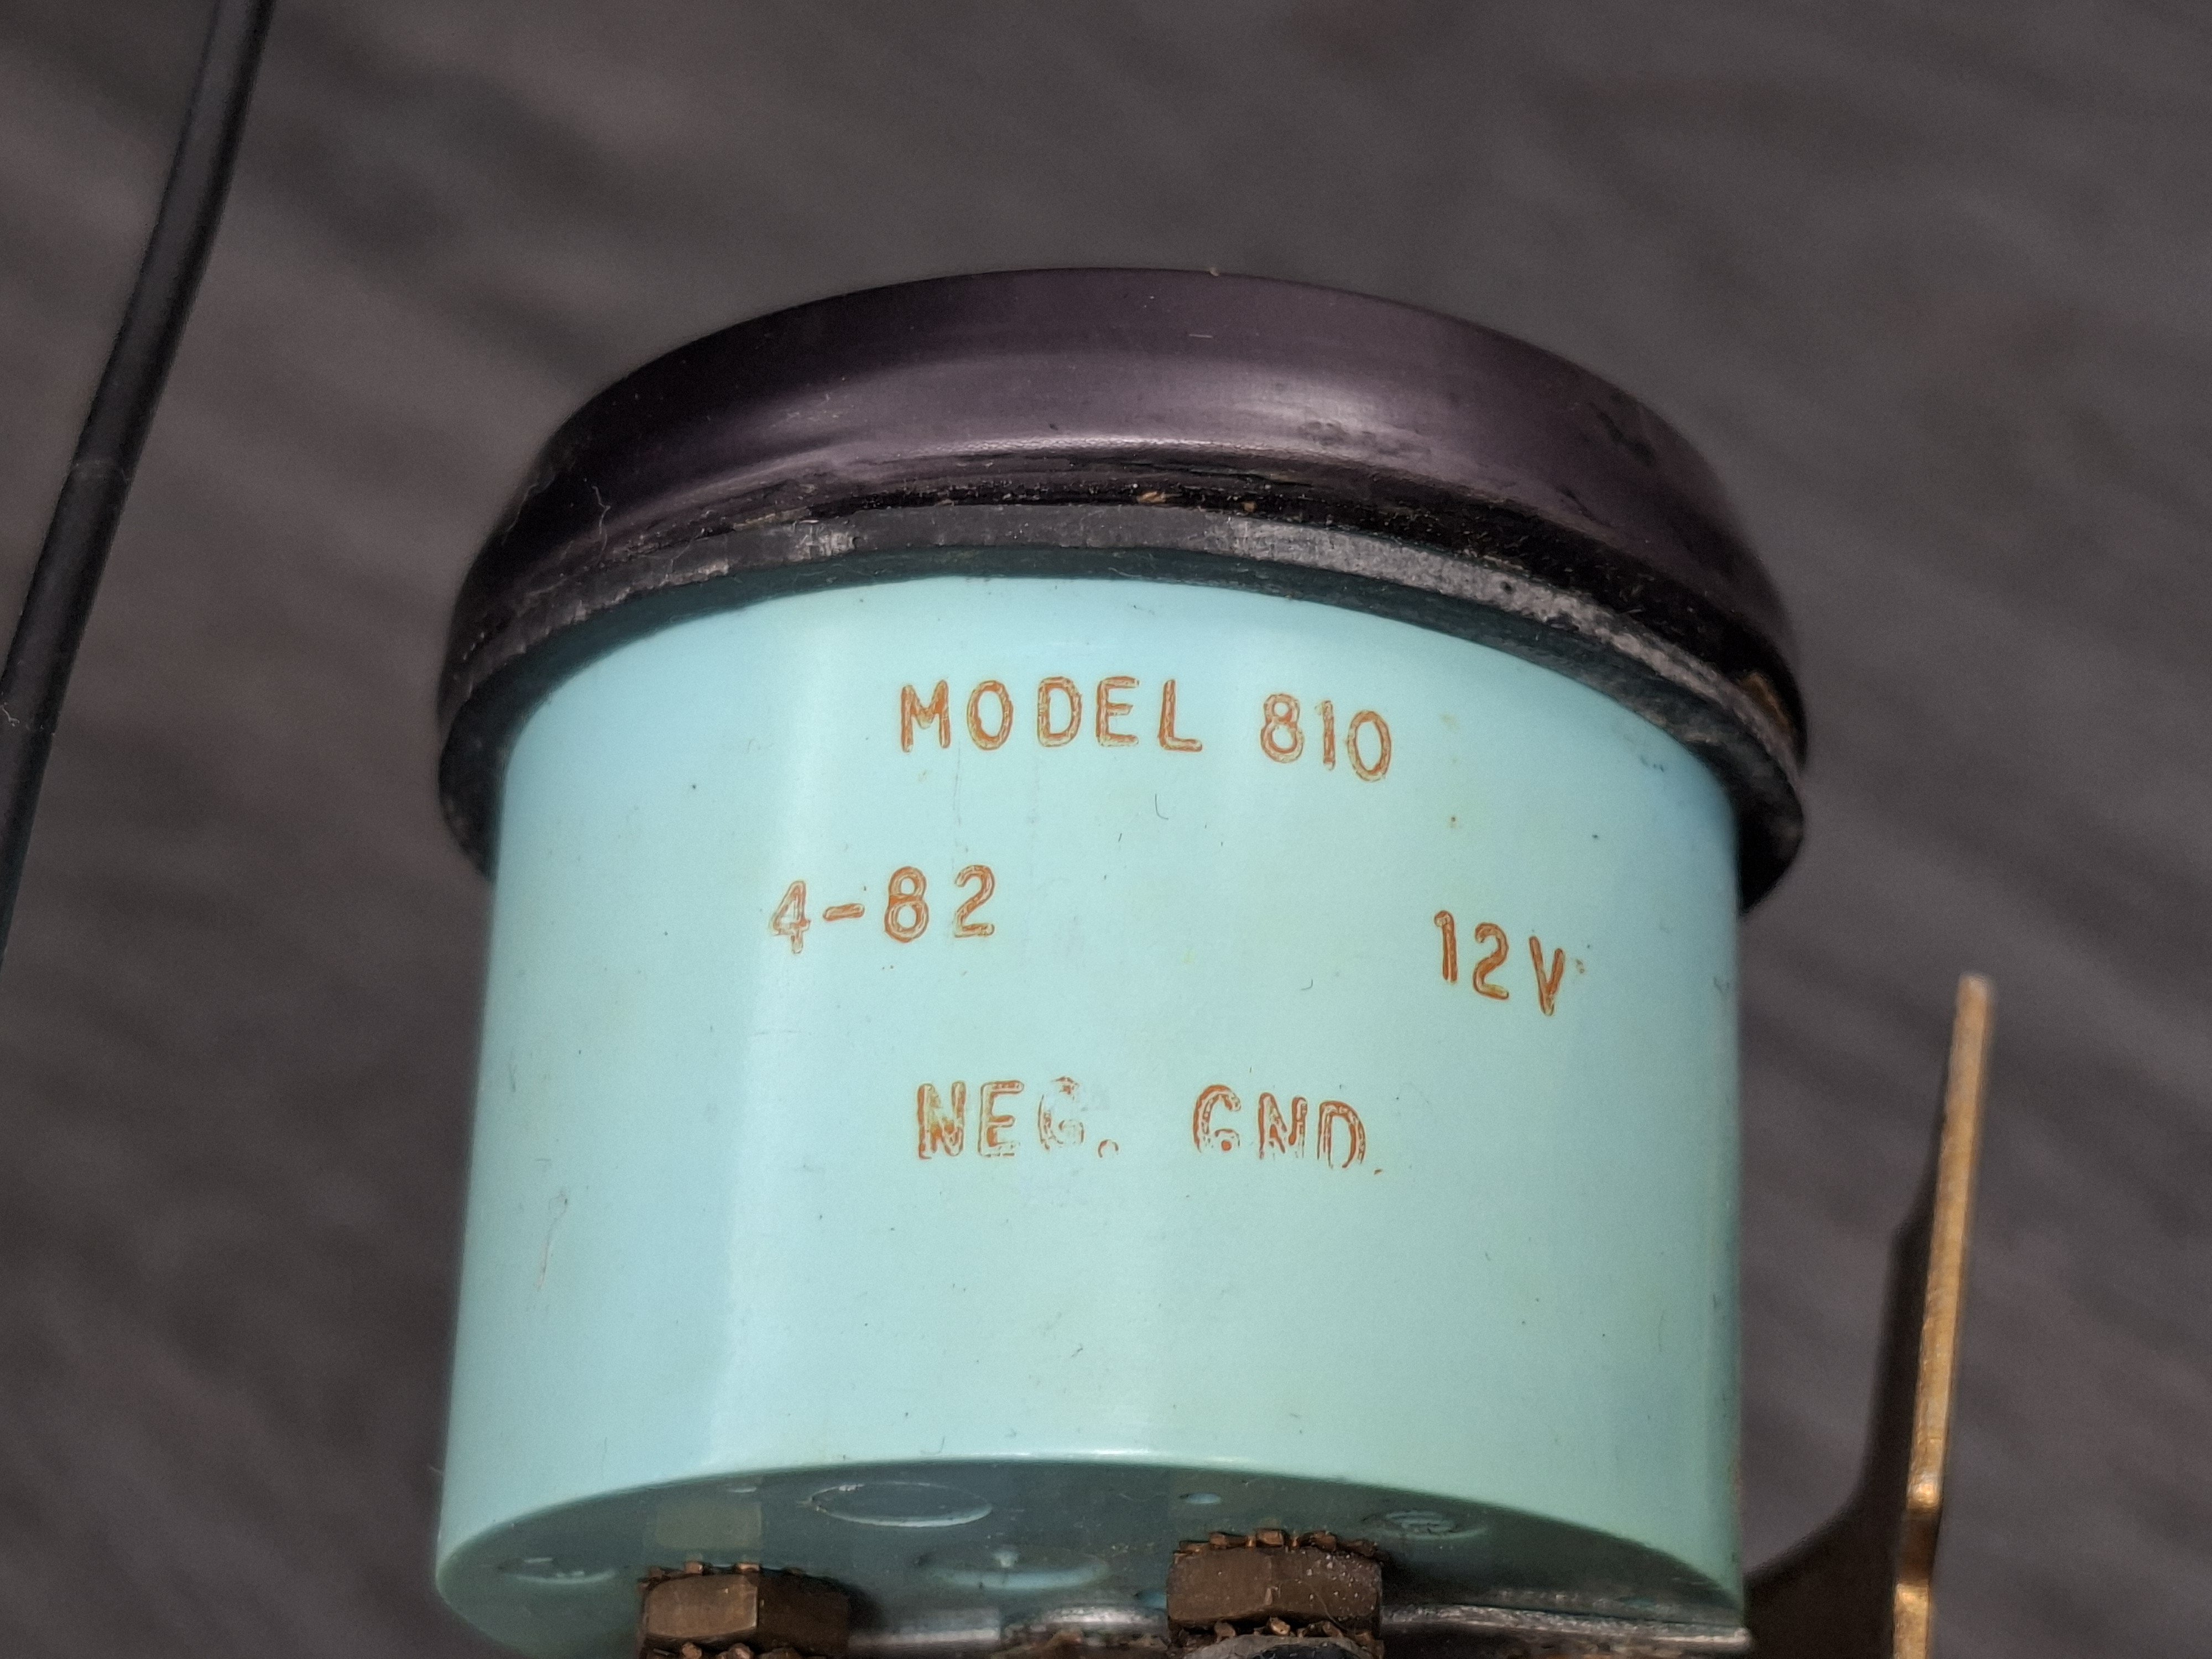 MODEL 810
4-82 12V
NEG. GND.